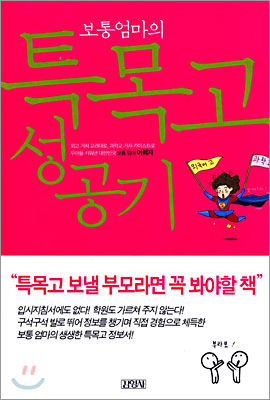 보통엄마의
특목고
성공기
외고 가서 고려대로, 과학고 가서 카이스트로
두아들 키워낸 대한민국 보통 엄마 이희자
외국어고
과학고
"특목고 보낼 부모라면 꼭 봐야할 책"
입시지침서에도 없다! 학원도 가르쳐 주지 않는다!
구석구석 발로 뛰어 정보를 챙기며 직접 경험으로 체득한
보통 엄마의 생생한 특목고 정보서!
브라보!
김영사